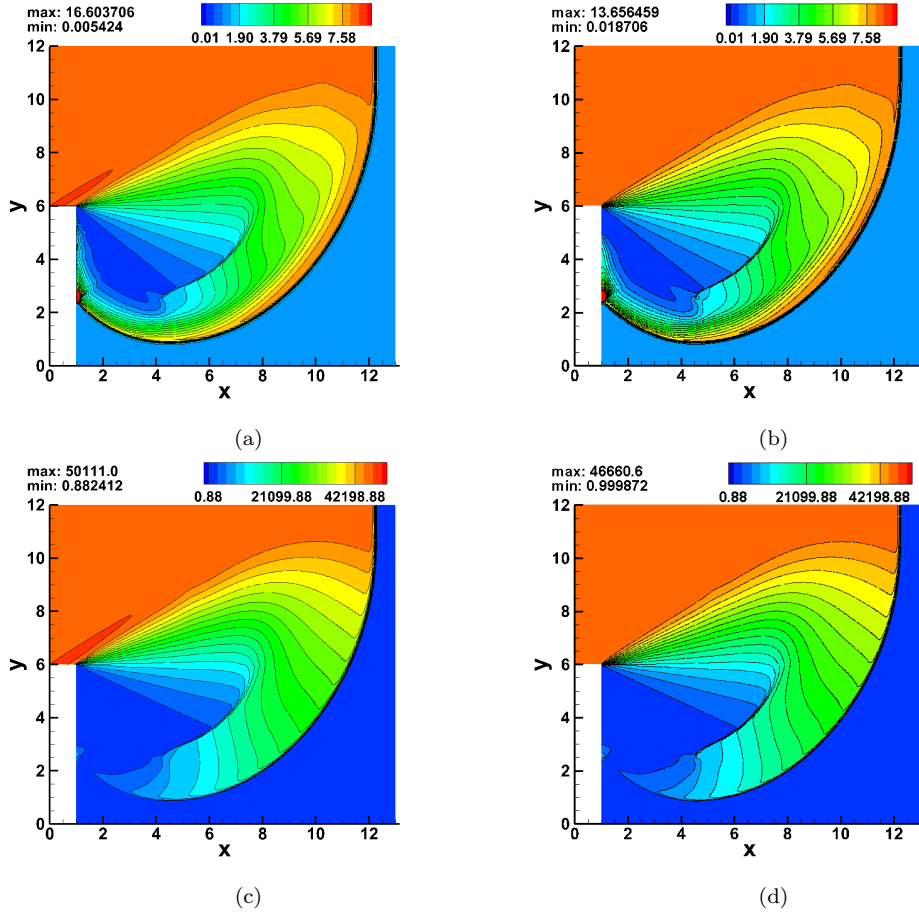 max: 16.603706
min: 0.005424
0.01 1.90 3.79 5.69 7.58
12
10
8
6
4
2
0
y
0 2 4 6 8 10 12
x
(a)
max: 13.656459
min: 0.018706
0.01 1.90 3.79 5.69 7.58
12
10
8
6
4
2
0
y
0 2 4 6 8 10 12
x
(b)
max: 50111.0
min: 0.882412
0.88 21099.88 42198.88
12
10
8
6
4
2
0
y
0 2 4 6 8 10 12
x
(c)
max: 46660.6
min: 0.999872
0.88 21099.88 42198.88
12
10
8
6
4
2
0
y
0 2 4 6 8 10 12
x
(d)